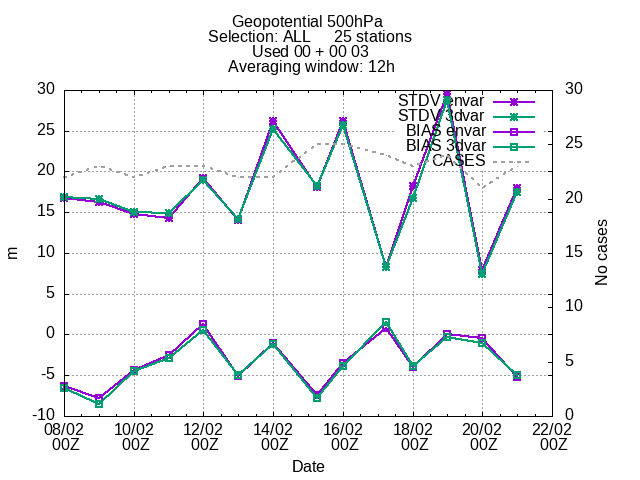 Geopotential 500hPa
Selection: ALL 25 stations
Used 00 + 00 03
Averaging window: 12h
30 30
STDV envar
STDV 3dvar
BIAS envar
BIAS 3dvar
CASES
25 25
20 20
15 15
10 10
5
0
-5 5
-10 0
m
No cases
08/02 10/02 12/02 14/02 16/02 18/02 20/02 22/02
00Z 00Z 00Z 00Z 00Z 00Z 00Z 00Z
Date